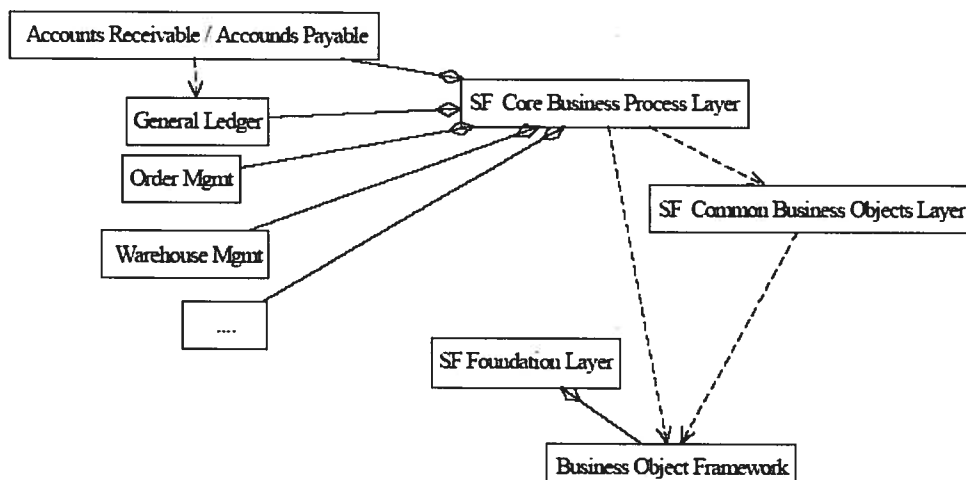 Accounts Receivable / Accounds Payable
SF Core Business Process Layer
General Ledger
Order Mgmt
SF Common Business Objects Layer
Warehouse Mgmt
....
SF Foundation Layer
Business Object Framework